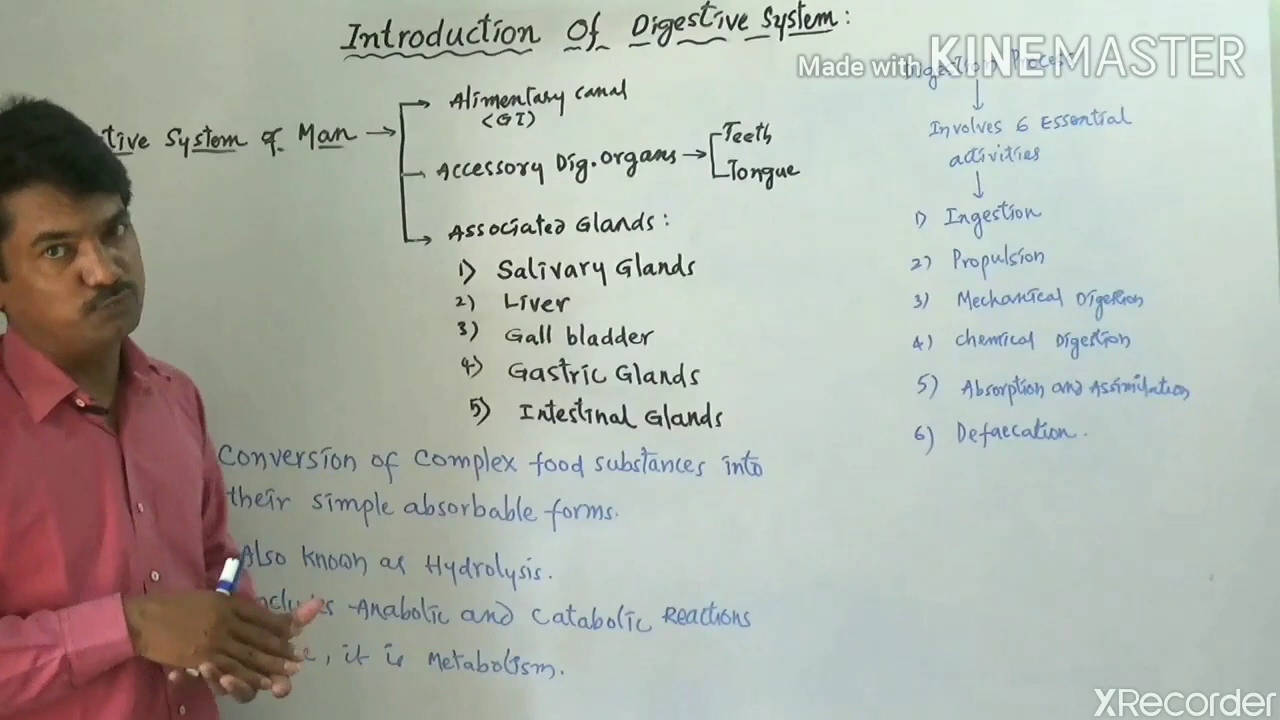 Introduction Of Digestive System:
Made with KINEMASTER
tive System of Man →
Alimentary canal
(GI)
Accessory Dig. Organs →
Teeth
Tongue
Associated Glands:
1) Salivary Glands
2) Liver
3) Gall bladder
4) Gastric Glands
5) Intestinal Glands
Conversion of complex food substances into
their simple absorbable forms.
Also known as Hydrolysis.
Anabolic and Catabolic Reactions
, it is Metabolism.
Involves 6 Essential
activities
1) Ingestion
2) Propulsion
3) Mechanical Digestion
4) Chemical Digestion
5) Absorption and Assimilation
6) Defaecation.
XRecorder